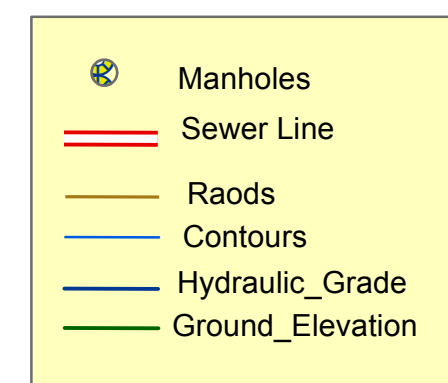 Manholes
Sewer Line
Raods
Contours
Hydraulic_Grade
Ground_Elevation